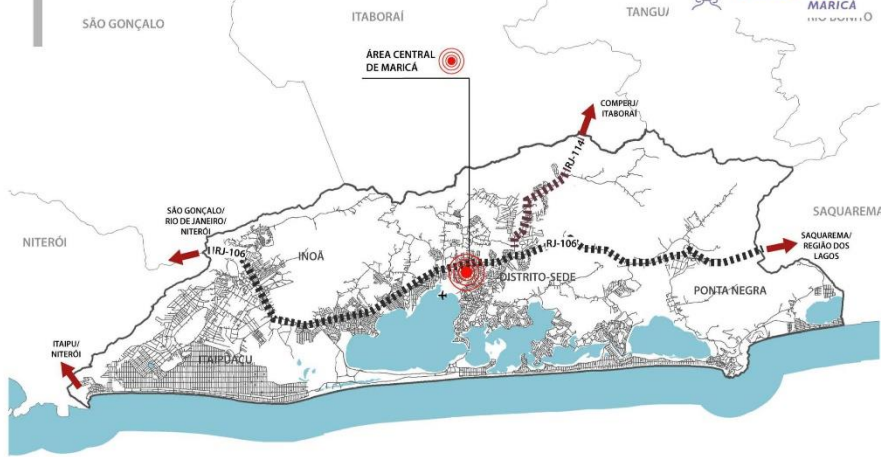 MARICÁ
SÃO GONÇALO
ITABORAÍ
TANGUÁ
RIO BONITO
ÁREA CENTRAL
DE MARICÁ
COMPERJ/
ITABORAÍ
RJ-114
SÃO GONÇALO/
RIO DE JANEIRO/
NITERÓI
SAQUAREMA
NITERÓI
RJ-106
INOÃ
RJ-106
SAQUAREMA/
REGIÃO DOS
LAGOS
DISTRITO-SEDE
PONTA NEGRA
ITAIPU/
NITERÓI
ITAIPUAÇU